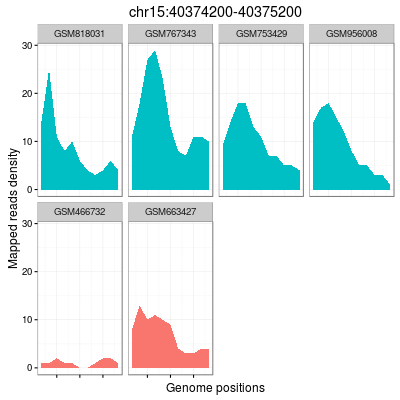 chr15:40374200-40375200
GSM818031 GSM767343 GSM753429 GSM956008
30
20
10
0
GSM466732 GSM663427
30
20
10
0
Mapped reads density
Genome positions